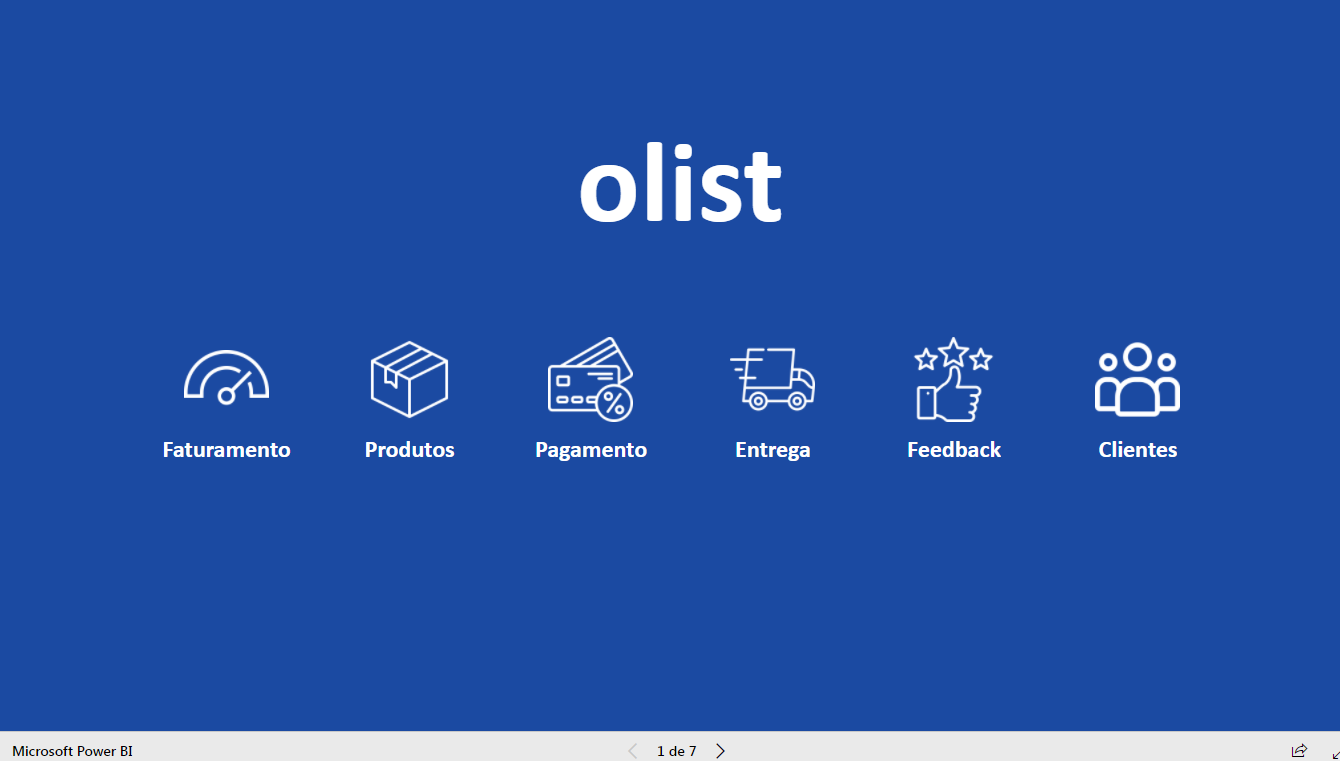 olist
%
Faturamento Produtos Pagamento Entrega Feedback Clientes
Microsoft Power BI 1 de 7